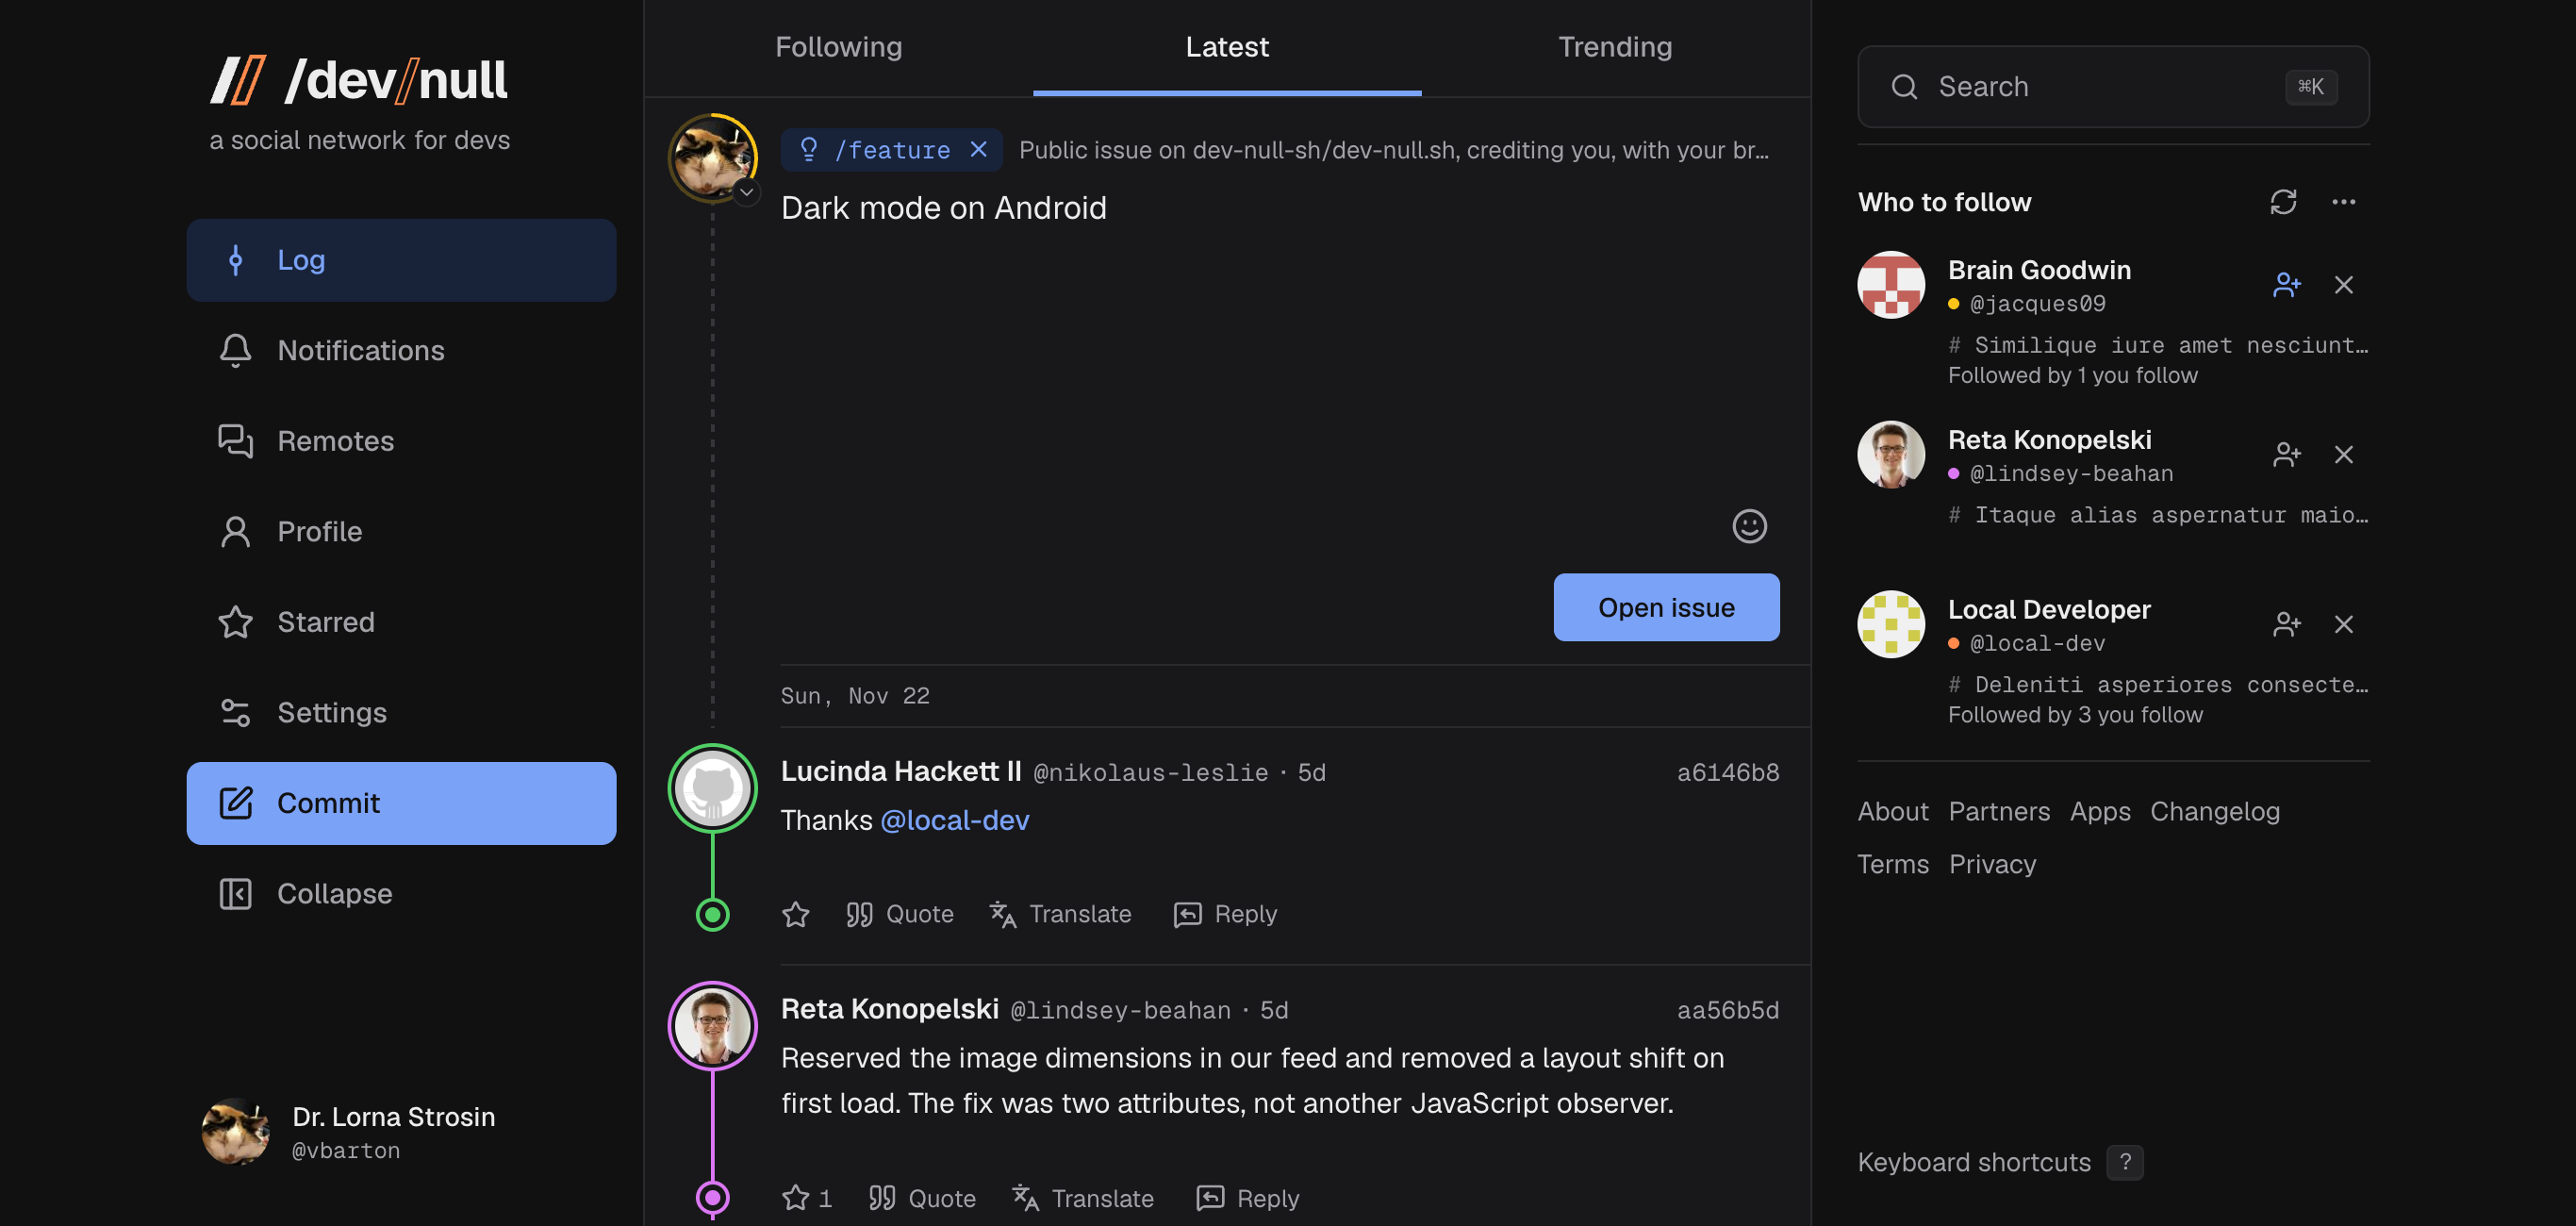 /dev//null
a social network for devs
Log
Notifications
Remotes
Profile
Starred
Settings
Commit
Collapse
Dr. Lorna Strosin
@vbarton
Following
Latest
Trending
/feature
Public issue on dev-null-sh/dev-null.sh, crediting you, with your br…
Dark mode on Android
Open issue
Sun, Nov 22
Lucinda Hackett II @nikolaus-leslie · 5d a6146b8
Thanks @local-dev
Quote Translate Reply
Reta Konopelski @lindsey-beahan · 5d aa56b5d
Reserved the image dimensions in our feed and removed a layout shift on
first load. The fix was two attributes, not another JavaScript observer.
1 Quote Translate Reply
Search ⌘K
Who to follow
Brain Goodwin
@jacques09
# Similique iure amet nesciunt…
Followed by 1 you follow
Reta Konopelski
@lindsey-beahan
# Itaque alias aspernatur maio…
Local Developer
@local-dev
# Deleniti asperiores consecte…
Followed by 3 you follow
About Partners Apps Changelog
Terms Privacy
Keyboard shortcuts ?